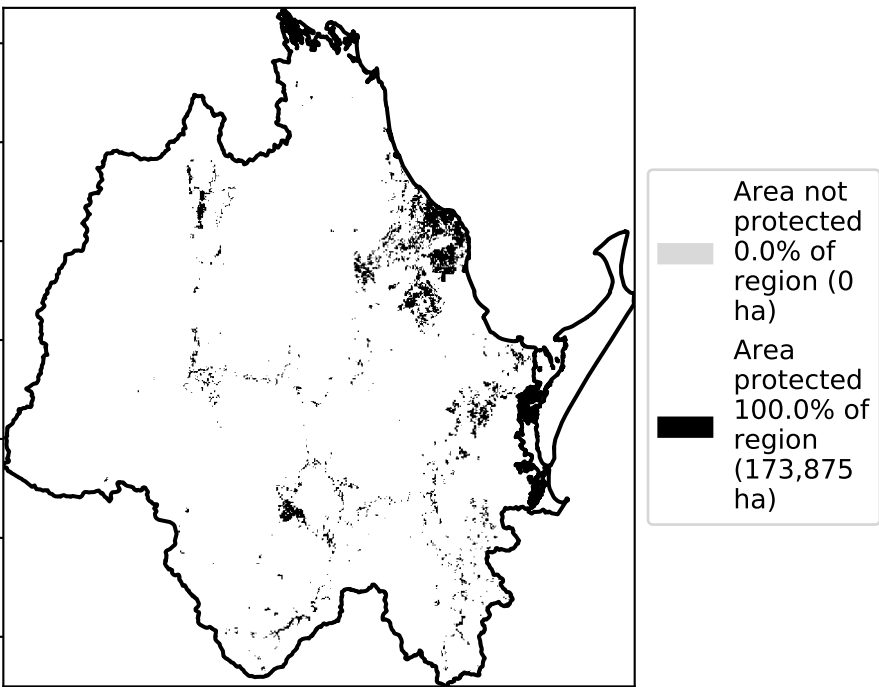 Area not
protected
0.0% of
region (0
ha)
Area
protected
100.0% of
region
(173,875
ha)